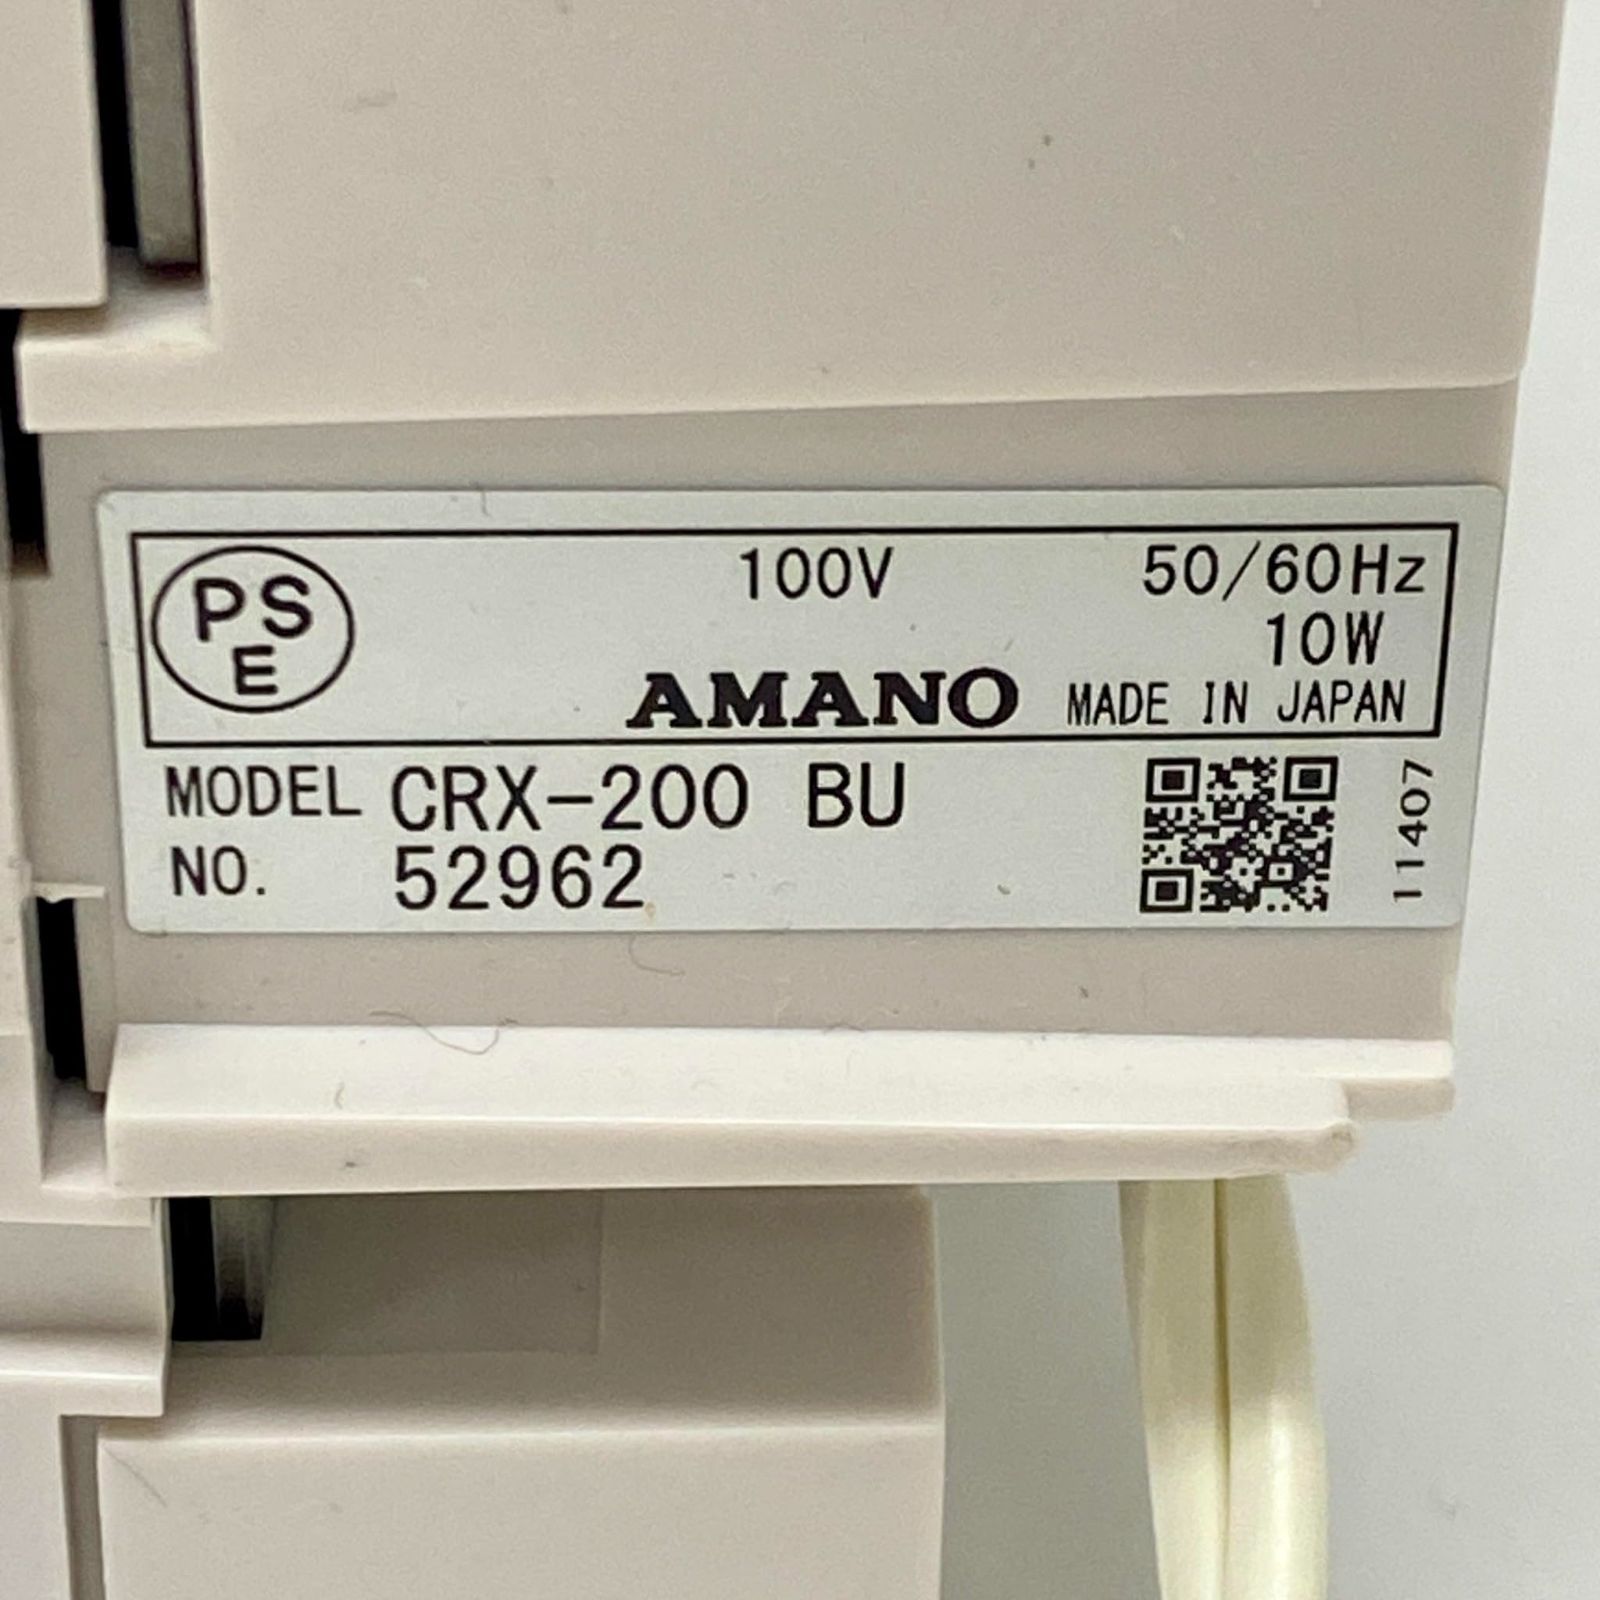 PS
E
100V 50/60Hz
10W
AMANO MADE IN JAPAN
MODEL CRX-200 BU
NO. 52962
11407